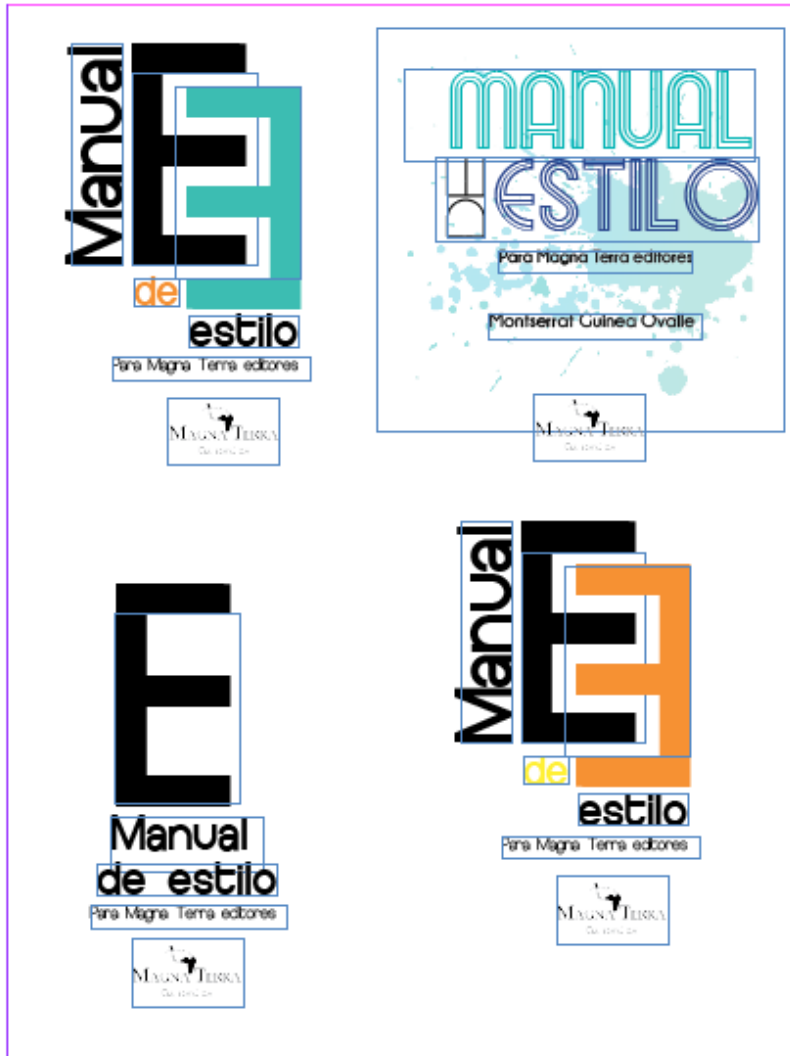 Manual
E E
de
estilo
Para Magna Terra editores
MAGNA TERRA
MANUAL
DE ESTILO
Para Magna Terra editores
Montserrat Guinea Ovalle
MAGNA TERRA
E
Manual
de estilo
Para Magna Terra editores
MAGNA TERRA
Manual
E E
de
estilo
Para Magna Terra editores
MAGNA TERRA